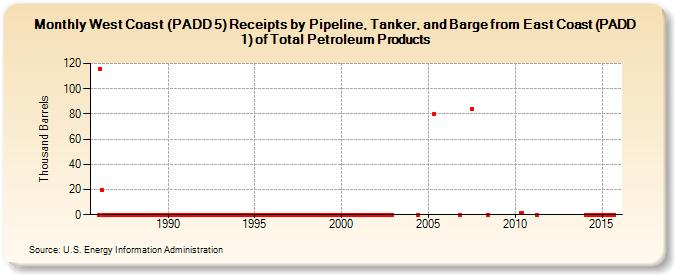 Monthly West Coast (PADD 5) Receipts by Pipeline, Tanker, and Barge from East Coast (PADD
1) of Total Petroleum Products
Thousand Barrels
120
100
80
60
40
20
0
1990 1995 2000 2005 2010 2015
Source: U.S. Energy Information Administration